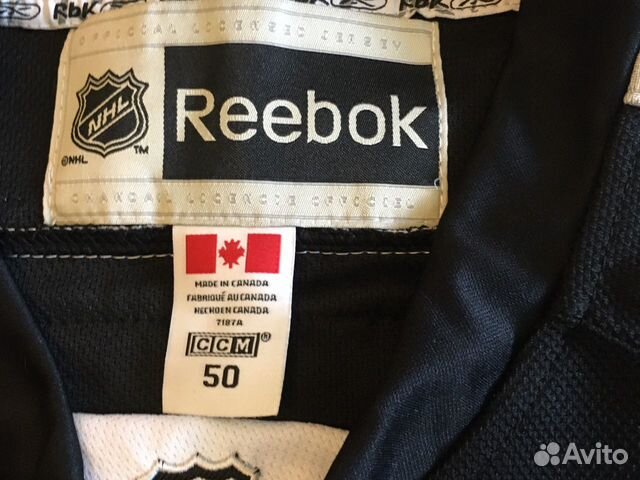 RbK
RbK
OFFICIAL LICENSED JERSEY
NHL
Reebok
©NHL
TM
CHANDAIL LICENCIÉ OFFICIEL
MADE IN CANADA
FABRIQUÉ AU CANADA
HECHO EN CANADA
7187A
CCM®
50
Avito